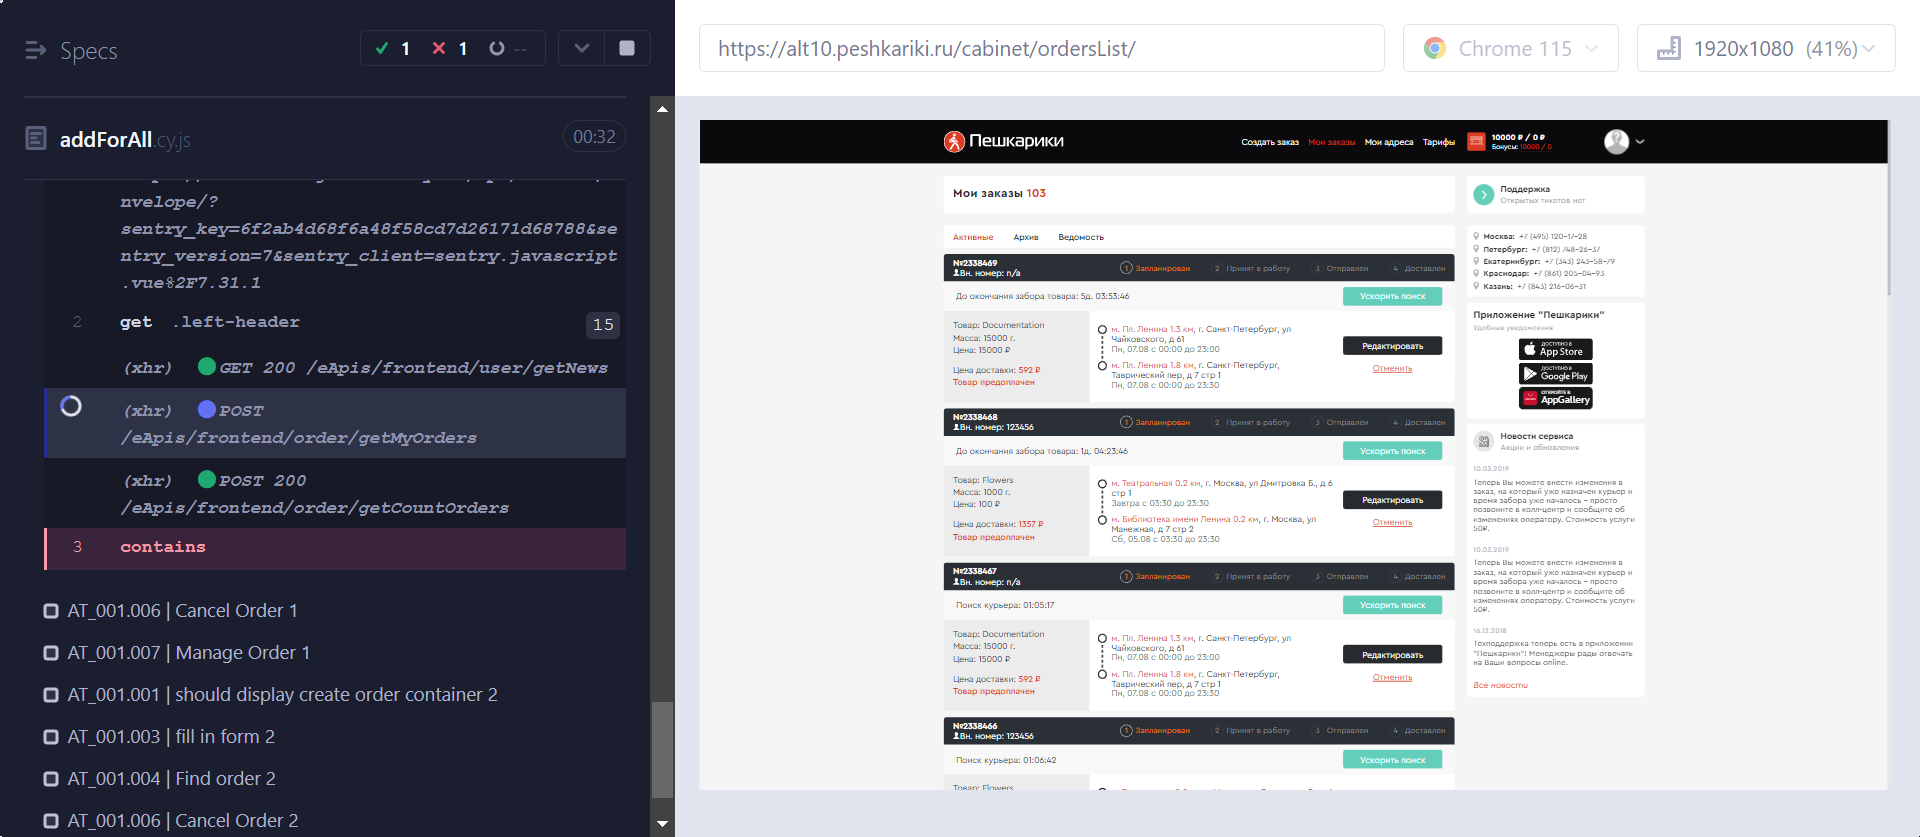 Specs
1
1
--
addForAll.cy.js
00:32
nvelope/?
sentry_key=6f2ab4d68f6a48f58cd7d26171d68788&se
ntry_version=7&sentry_client=sentry.javascript
.vue%2F7.31.1
2 get .left-header 15
(xhr) GET 200 /eApis/frontend/user/getNews
(xhr) POST
/eApis/frontend/order/getMyOrders
(xhr) POST 200
/eApis/frontend/order/getCountOrders
3 contains
AT_001.006 | Cancel Order 1
AT_001.007 | Manage Order 1
AT_001.001 | should display create order container 2
AT_001.003 | fill in form 2
AT_001.004 | Find order 2
AT_001.006 | Cancel Order 2
https://alt10.peshkariki.ru/cabinet/ordersList/
Chrome 115
1920x1080 (41%)
Пешкарики
Создать заказ Мои заказы Мои адреса Тарифы
10000 ₽ / 0 ₽
Бонусы: 10000 / 0
Мои заказы 103
Активные Архив Ведомость
№2338469
Вн. номер: n/a
1 Запланирован 2 Принят в работу 3 Отправлен 4 Доставлен
До окончания забора товара: 5д. 03:53:46
Ускорить поиск
Товар: Documentation
Масса: 15000 г.
Цена: 15000 ₽
Цена доставки: 592 ₽
Товар предоплачен
м. Пл. Ленина 1.3 км, г. Санкт-Петербург, ул
Чайковского, д 61
Пн, 07.08 с 00:00 до 23:00
м. Пл. Ленина 1.8 км, г. Санкт-Петербург,
Таврический пер, д 7 стр 1
Пн, 07.08 с 00:00 до 23:30
Редактировать
Отменить
№2338468
Вн. номер: 123456
1 Запланирован 2 Принят в работу 3 Отправлен 4 Доставлен
До окончания забора товара: 1д. 04:23:46
Ускорить поиск
Товар: Flowers
Масса: 1000 г.
Цена: 100 ₽
Цена доставки: 1357 ₽
Товар предоплачен
м. Театральная 0.2 км, г. Москва, ул Дмитровка Б., д 6
стр 1
Завтра с 03:30 до 23:30
м. Библиотека имени Ленина 0.2 км, г. Москва, ул
Манежная, д 7 стр 2
Сб, 05.08 с 03:30 до 23:30
Редактировать
Отменить
№2338467
Вн. номер: n/a
1 Запланирован 2 Принят в работу 3 Отправлен 4 Доставлен
Поиск курьера: 01:05:17
Ускорить поиск
Товар: Documentation
Масса: 15000 г.
Цена: 15000 ₽
Цена доставки: 592 ₽
Товар предоплачен
м. Пл. Ленина 1.3 км, г. Санкт-Петербург, ул
Чайковского, д 61
Пн, 07.08 с 00:00 до 23:00
м. Пл. Ленина 1.8 км, г. Санкт-Петербург,
Таврический пер, д 7 стр 1
Пн, 07.08 с 00:00 до 23:30
Редактировать
Отменить
№2338466
Вн. номер: 123456
1 Запланирован 2 Принят в работу 3 Отправлен 4 Доставлен
Поиск курьера: 01:06:42
Ускорить поиск
Товар: Flowers
Поддержка
Открытых тикетов нет
Москва: +7 (495) 120-17-28
Петербург: +7 (812) 748-26-37
Екатеринбург: +7 (343) 243-58-79
Краснодар: +7 (861) 205-04-93
Казань: +7 (843) 216-06-31
Приложение "Пешкарики"
Удобные уведомления
ДОСТУПНО В
App Store
ДОСТУПНО В
Google Play
ОТКРОЙТЕ В
AppGallery
Новости сервиса
Акции и обновления
10.03.2019
Теперь Вы можете внести изменения в
заказ, на который уже назначен курьер и
время забора уже началось – просто
позвоните в колл-центр и сообщите об
изменениях оператору. Стоимость услуги
50₽.
10.03.2019
Теперь Вы можете внести изменения в
заказ, на который уже назначен курьер и
время забора уже началось – просто
позвоните в колл-центр и сообщите об
изменениях оператору. Стоимость услуги
50₽.
16.12.2018
Техподдержка теперь есть в приложении
"Пешкарики"! Менеджеры рады отвечать
на Ваши вопросы online.
Все новости